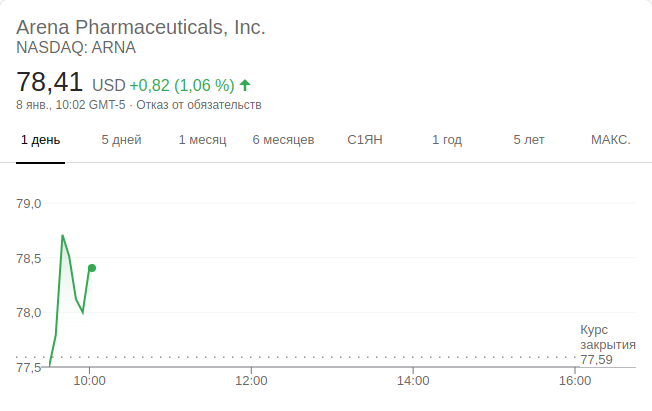 Arena Pharmaceuticals, Inc.
NASDAQ: ARNA
78,41 USD +0,82 (1,06 %)
8 янв., 10:02 GMT-5 · Отказ от обязательств
1 день 5 дней 1 месяц 6 месяцев С1ЯН 1 год 5 лет МАКС.
79,0
78,5
78,0
77,5
Курс
закрытия
77,59
10:00 12:00 14:00 16:00